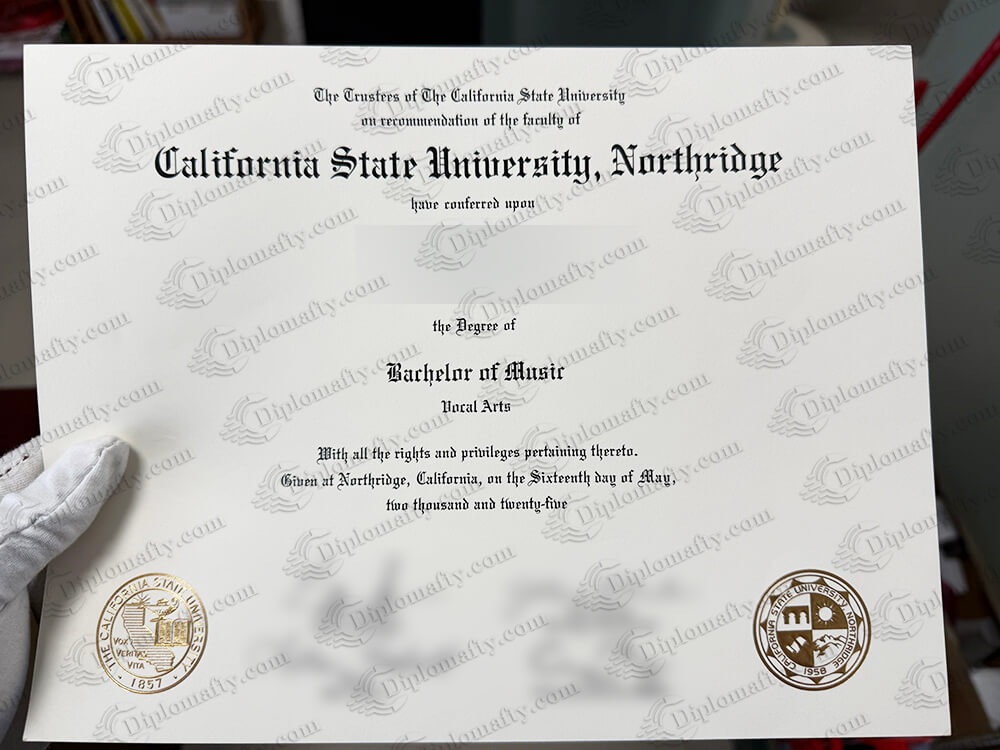 The Trustees of The California State University
on recommendation of the faculty of
California State University, Northridge
have conferred upon
the Degree of
Bachelor of Music
Vocal Arts
With all the rights and privileges pertaining thereto.
Given at Northridge, California, on the Sixteenth day of May,
two thousand and twenty-five
THE CALIFORNIA STATE UNIVERSITY
VOX
VERITAS
VITA
· 1857 ·
CALIFORNIA STATE UNIVERSITY NORTHRIDGE
1958
Diplomafty.com